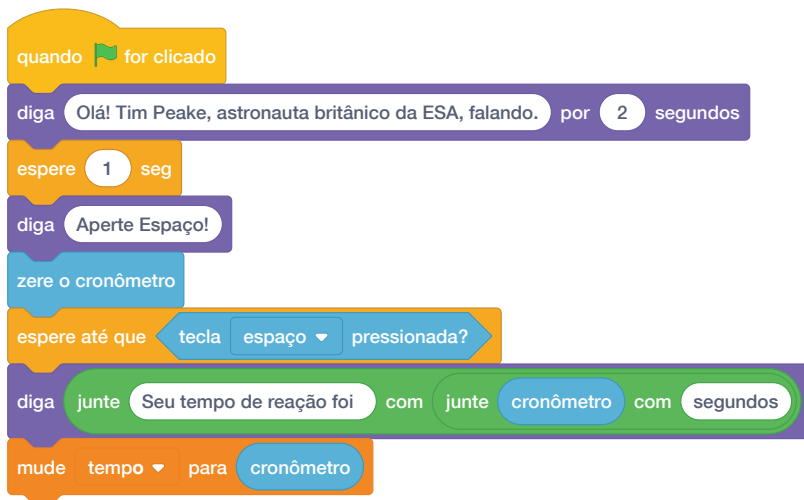 quando for clicado
diga Olá! Tim Peake, astronauta britânico da ESA, falando. por 2 segundos
espere 1 seg
diga Aperte Espaço!
zere o cronômetro
espere até que tecla espaço pressionada?
diga junte Seu tempo de reação foi com junte cronômetro com segundos
mude tempo para cronômetro